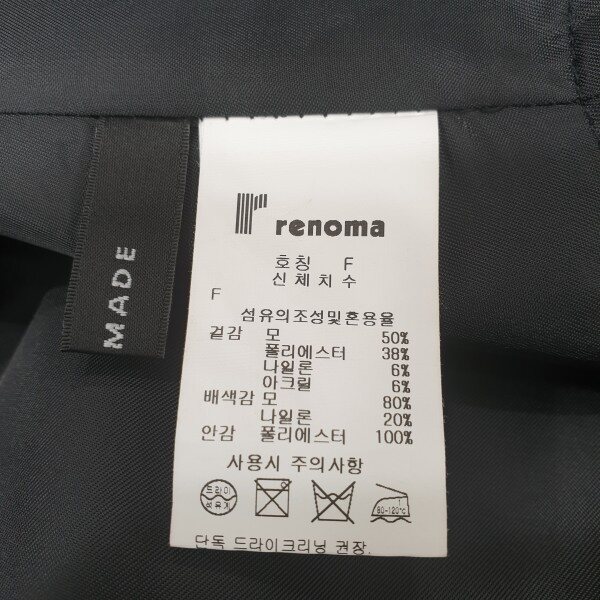 MADE
renoma
호칭 F
신체치수
F
섬유의조성및혼용율
겉감 모 50%
폴리에스터 38%
나일론 6%
아크릴 6%
배색감 모 80%
나일론 20%
안감 폴리에스터 100%
사용시 주의사항
드라이
석유계
80-120℃
단독 드라이크리닝 권장.